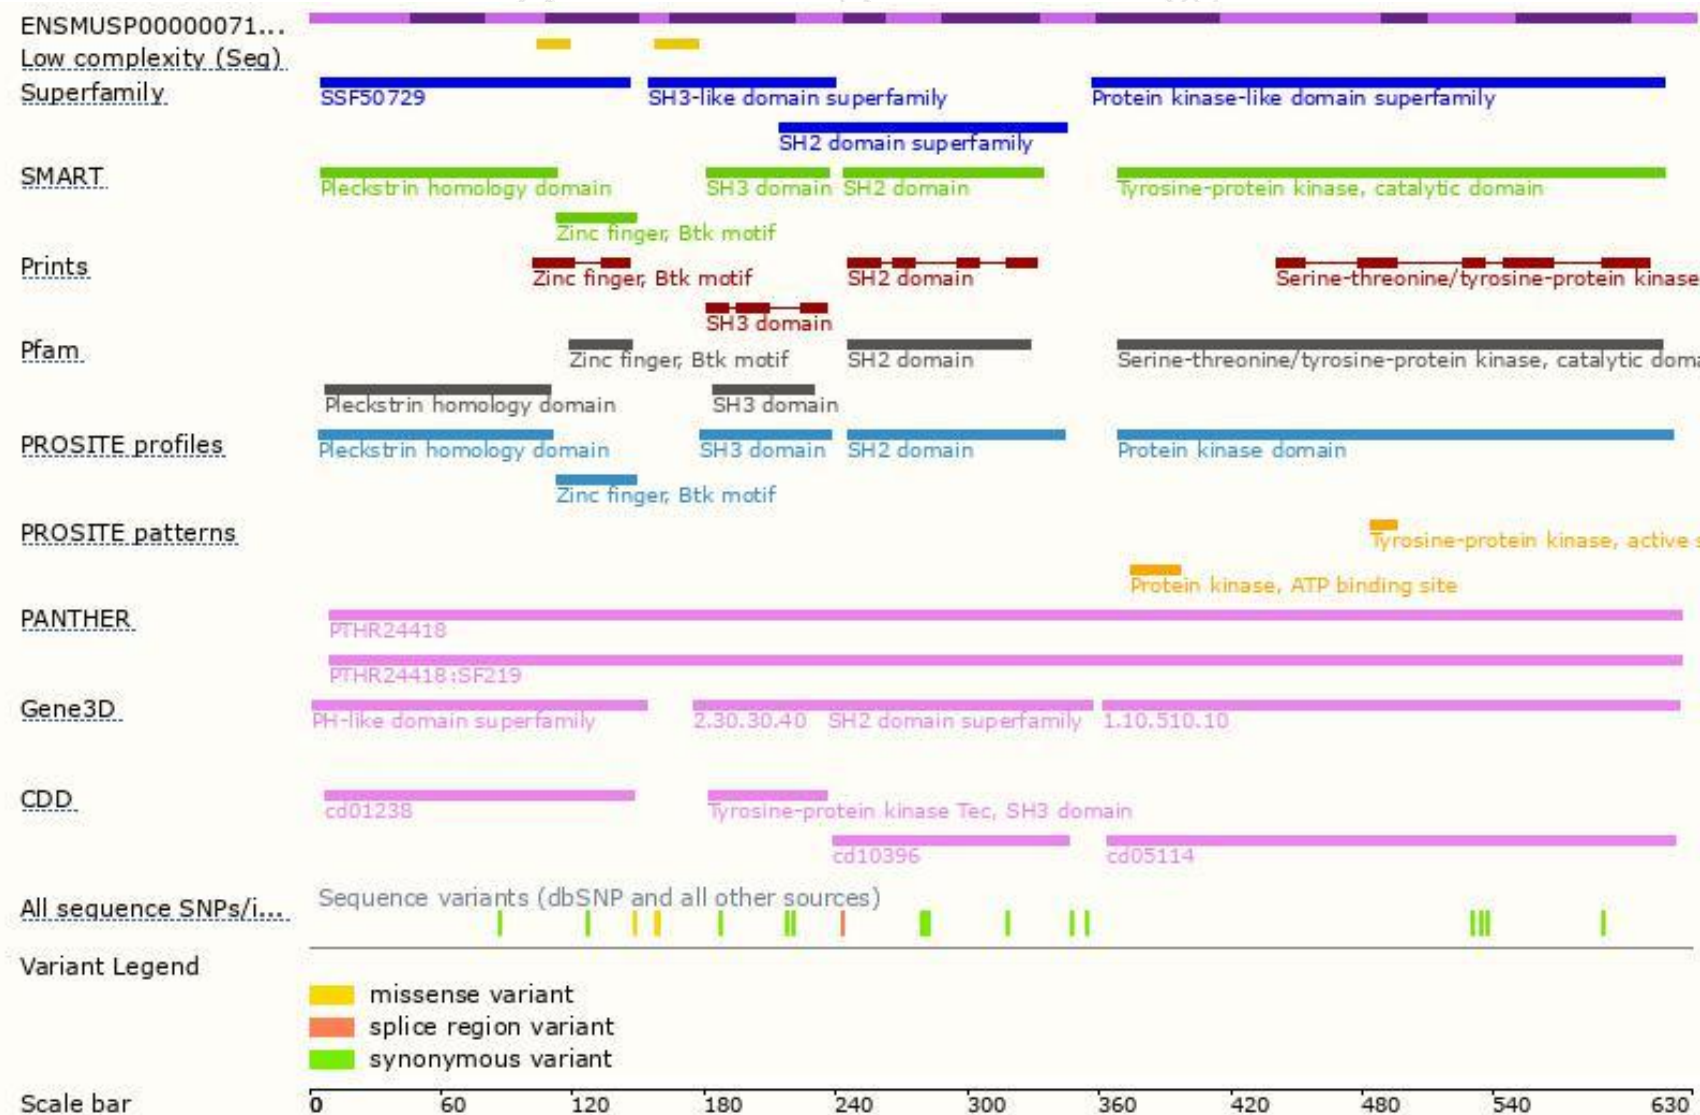 ENSMUSP00000071...
Low complexity (Seg)
Superfamily
SSF50729
SH3-like domain superfamily
Protein kinase-like domain superfamily
SH2 domain superfamily
SMART
Pleckstrin homology domain
SH3 domain
SH2 domain
Tyrosine-protein kinase, catalytic domain
Zinc finger, Btk motif
Prints
Zinc finger, Btk motif
SH2 domain
Serine-threonine/tyrosine-protein kinase
SH3 domain
Pfam
Zinc finger, Btk motif
SH2 domain
Serine-threonine/tyrosine-protein kinase, catalytic doma
Pleckstrin homology domain
SH3 domain
PROSITE profiles
Pleckstrin homology domain
SH3 domain
SH2 domain
Protein kinase domain
Zinc finger, Btk motif
PROSITE patterns
Tyrosine-protein kinase, active s
Protein kinase, ATP binding site
PANTHER
PTHR24418
PTHR24418:SF219
Gene3D
PH-like domain superfamily
2.30.30.40
SH2 domain superfamily
1.10.510.10
CDD
cd01238
Tyrosine-protein kinase Tec, SH3 domain
cd10396
cd05114
Sequence variants (dbSNP and all other sources)
All sequence SNPs/i...
Variant Legend
missense variant
splice region variant
synonymous variant
Scale bar
0 60 120 180 240 300 360 420 480 540 630